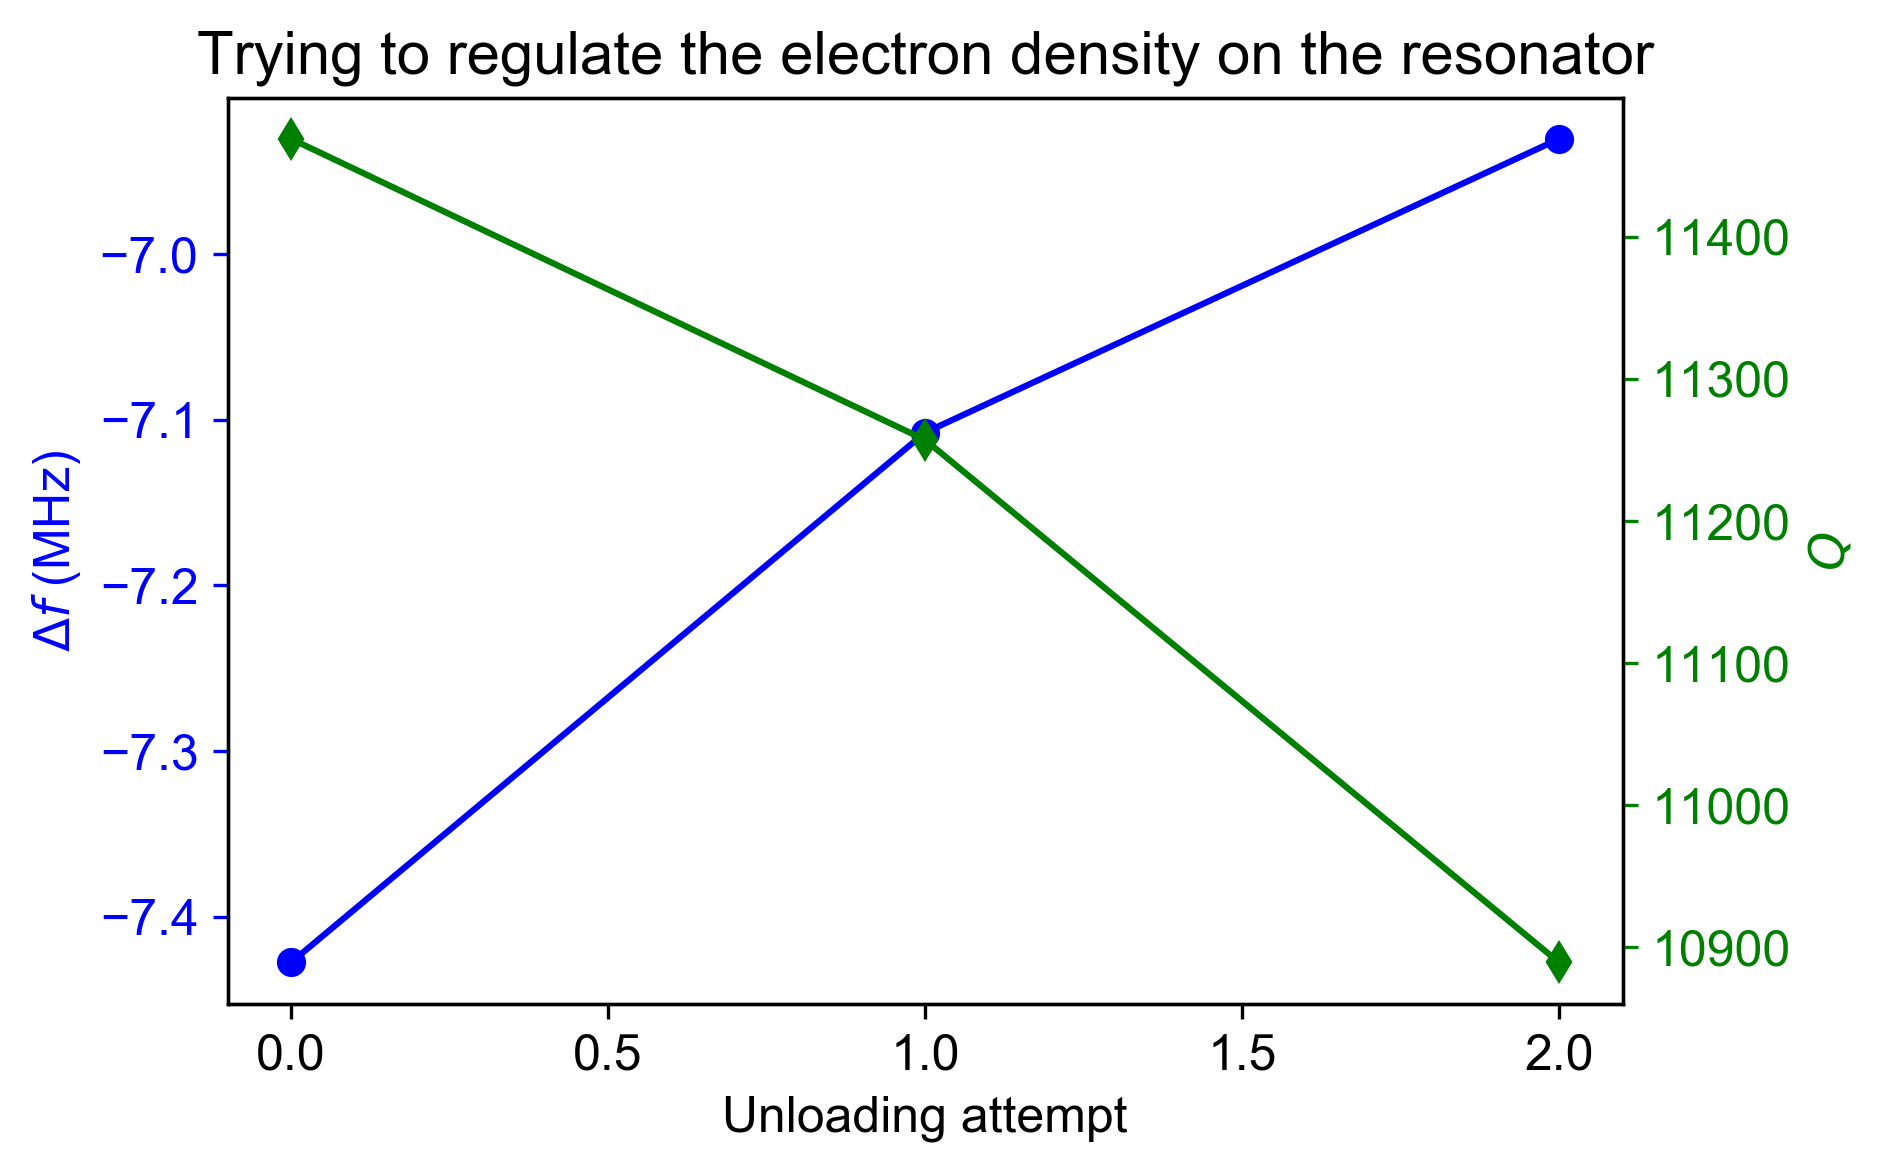 Trying to regulate the electron density on the resonator
Δf (MHz)
−7.0
−7.1
−7.2
−7.3
−7.4
11400
11300
11200
11100
11000
10900
Q
0.0 0.5 1.0 1.5 2.0
Unloading attempt